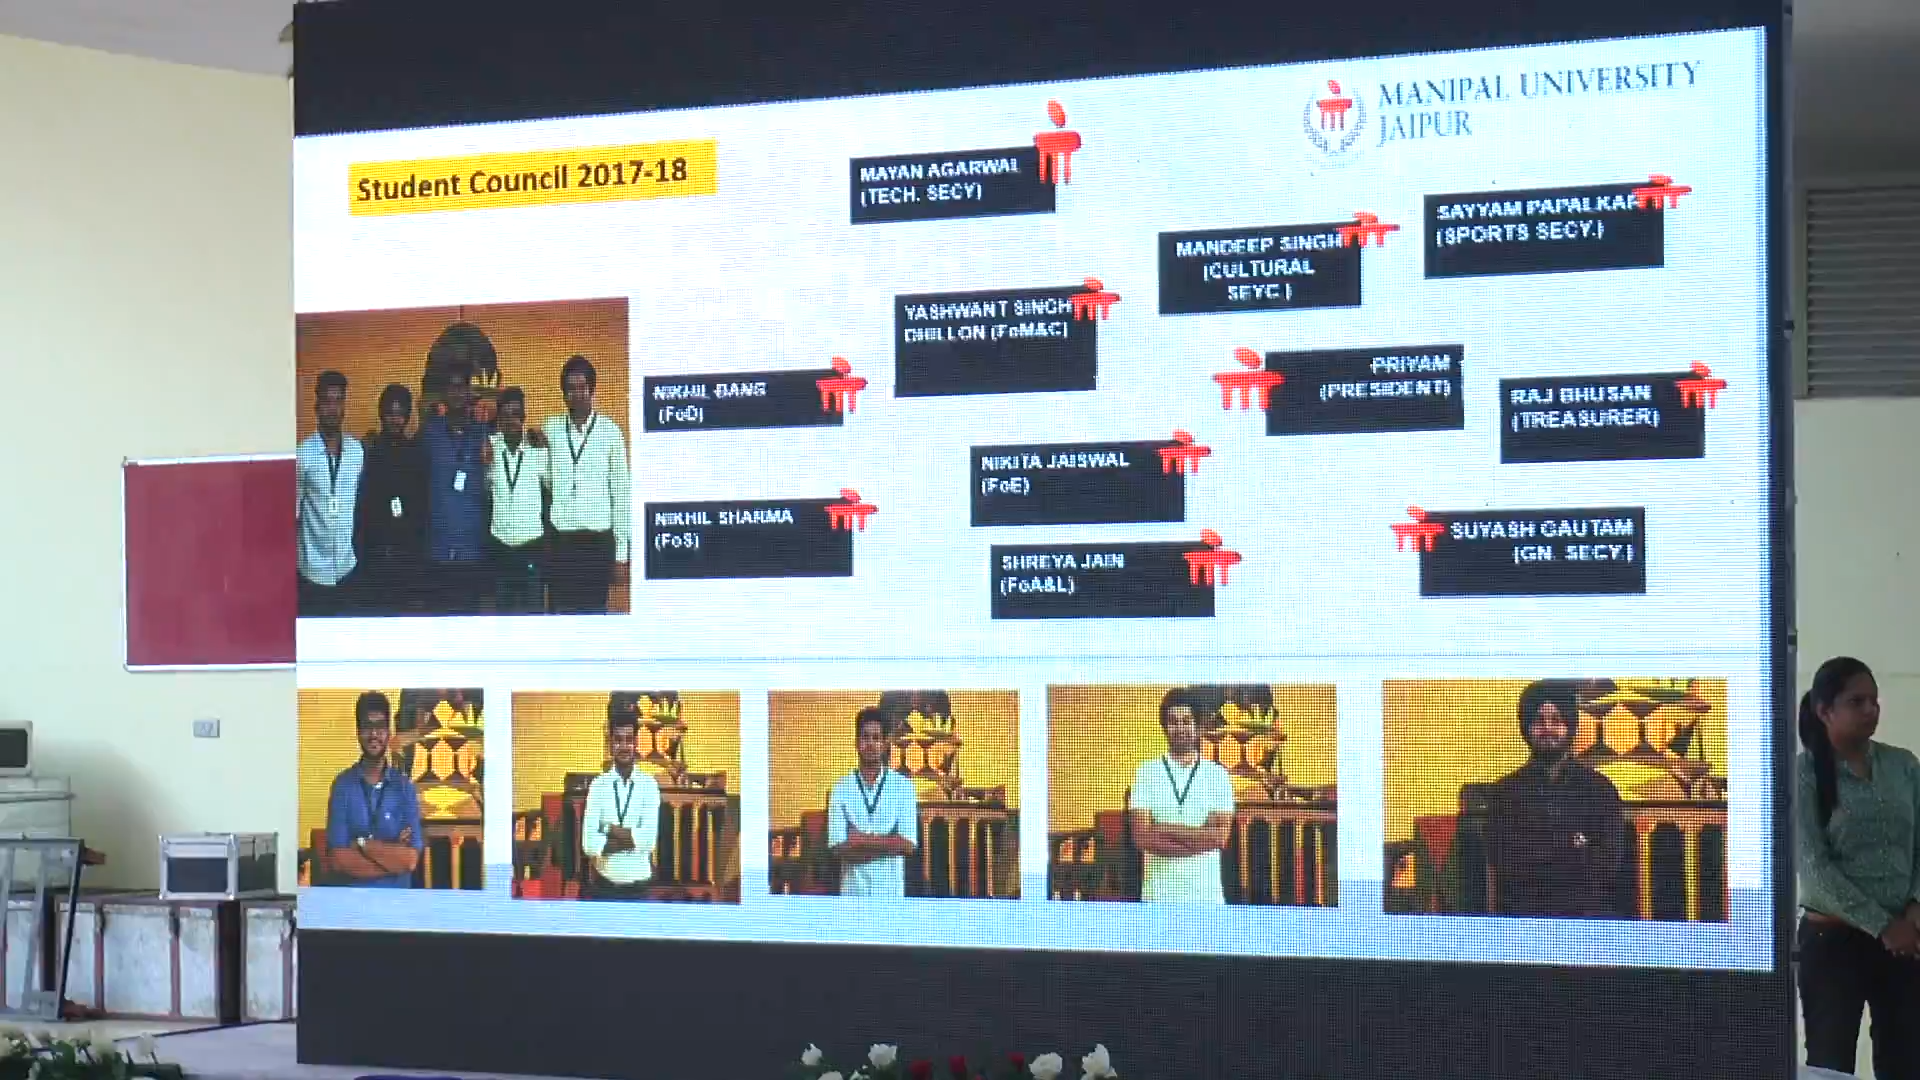 MANIPAL UNIVERSITY
JAIPUR
Student Council 2017-18
MAYAN AGARWAL
(TECH. SECY)
SAYYAM PAPALKAR
(SPORTS SECY.)
MANDEEP SINGH
(CULTURAL
SEYC.)
YASHWANT SINGH
DHILLON (FoM&C)
PRIYAM
(PRESIDENT)
NIKHIL BANG
(FoD)
RAJ BHUSAN
(TREASURER)
NIKITA JAISWAL
(FoE)
NIKHIL SHARMA
(FoS)
SUYASH GAUTAM
(GN. SECY.)
SHREYA JAIN
(FoA&L)